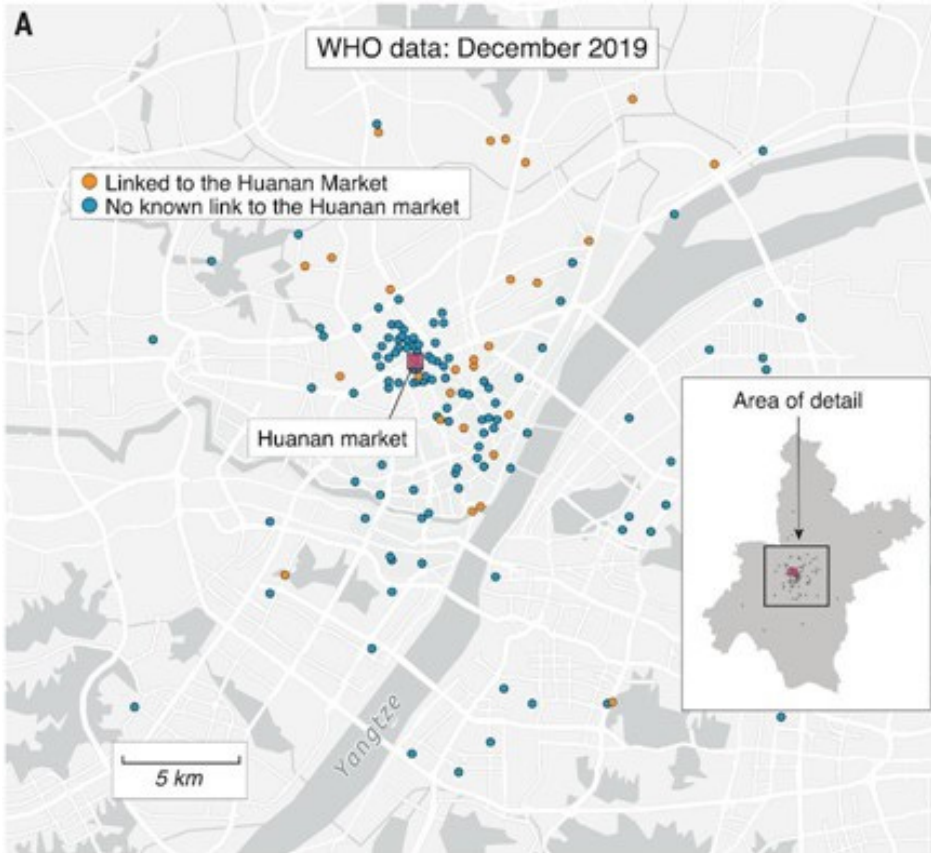 A
WHO data: December 2019
Linked to the Huanan Market
No known link to the Huanan market
Huanan market
Area of detail
Yangtze
5 km